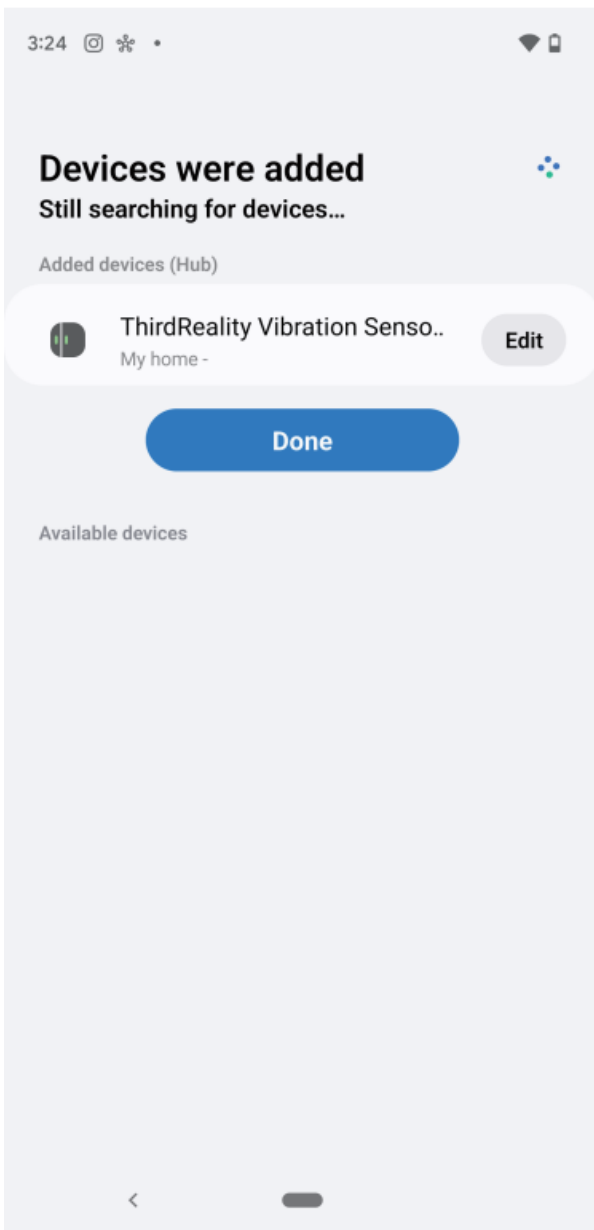 3:24
Devices were added
Still searching for devices...
Added devices (Hub)
ThirdReality Vibration Senso..
My home -
Edit
Done
Available devices